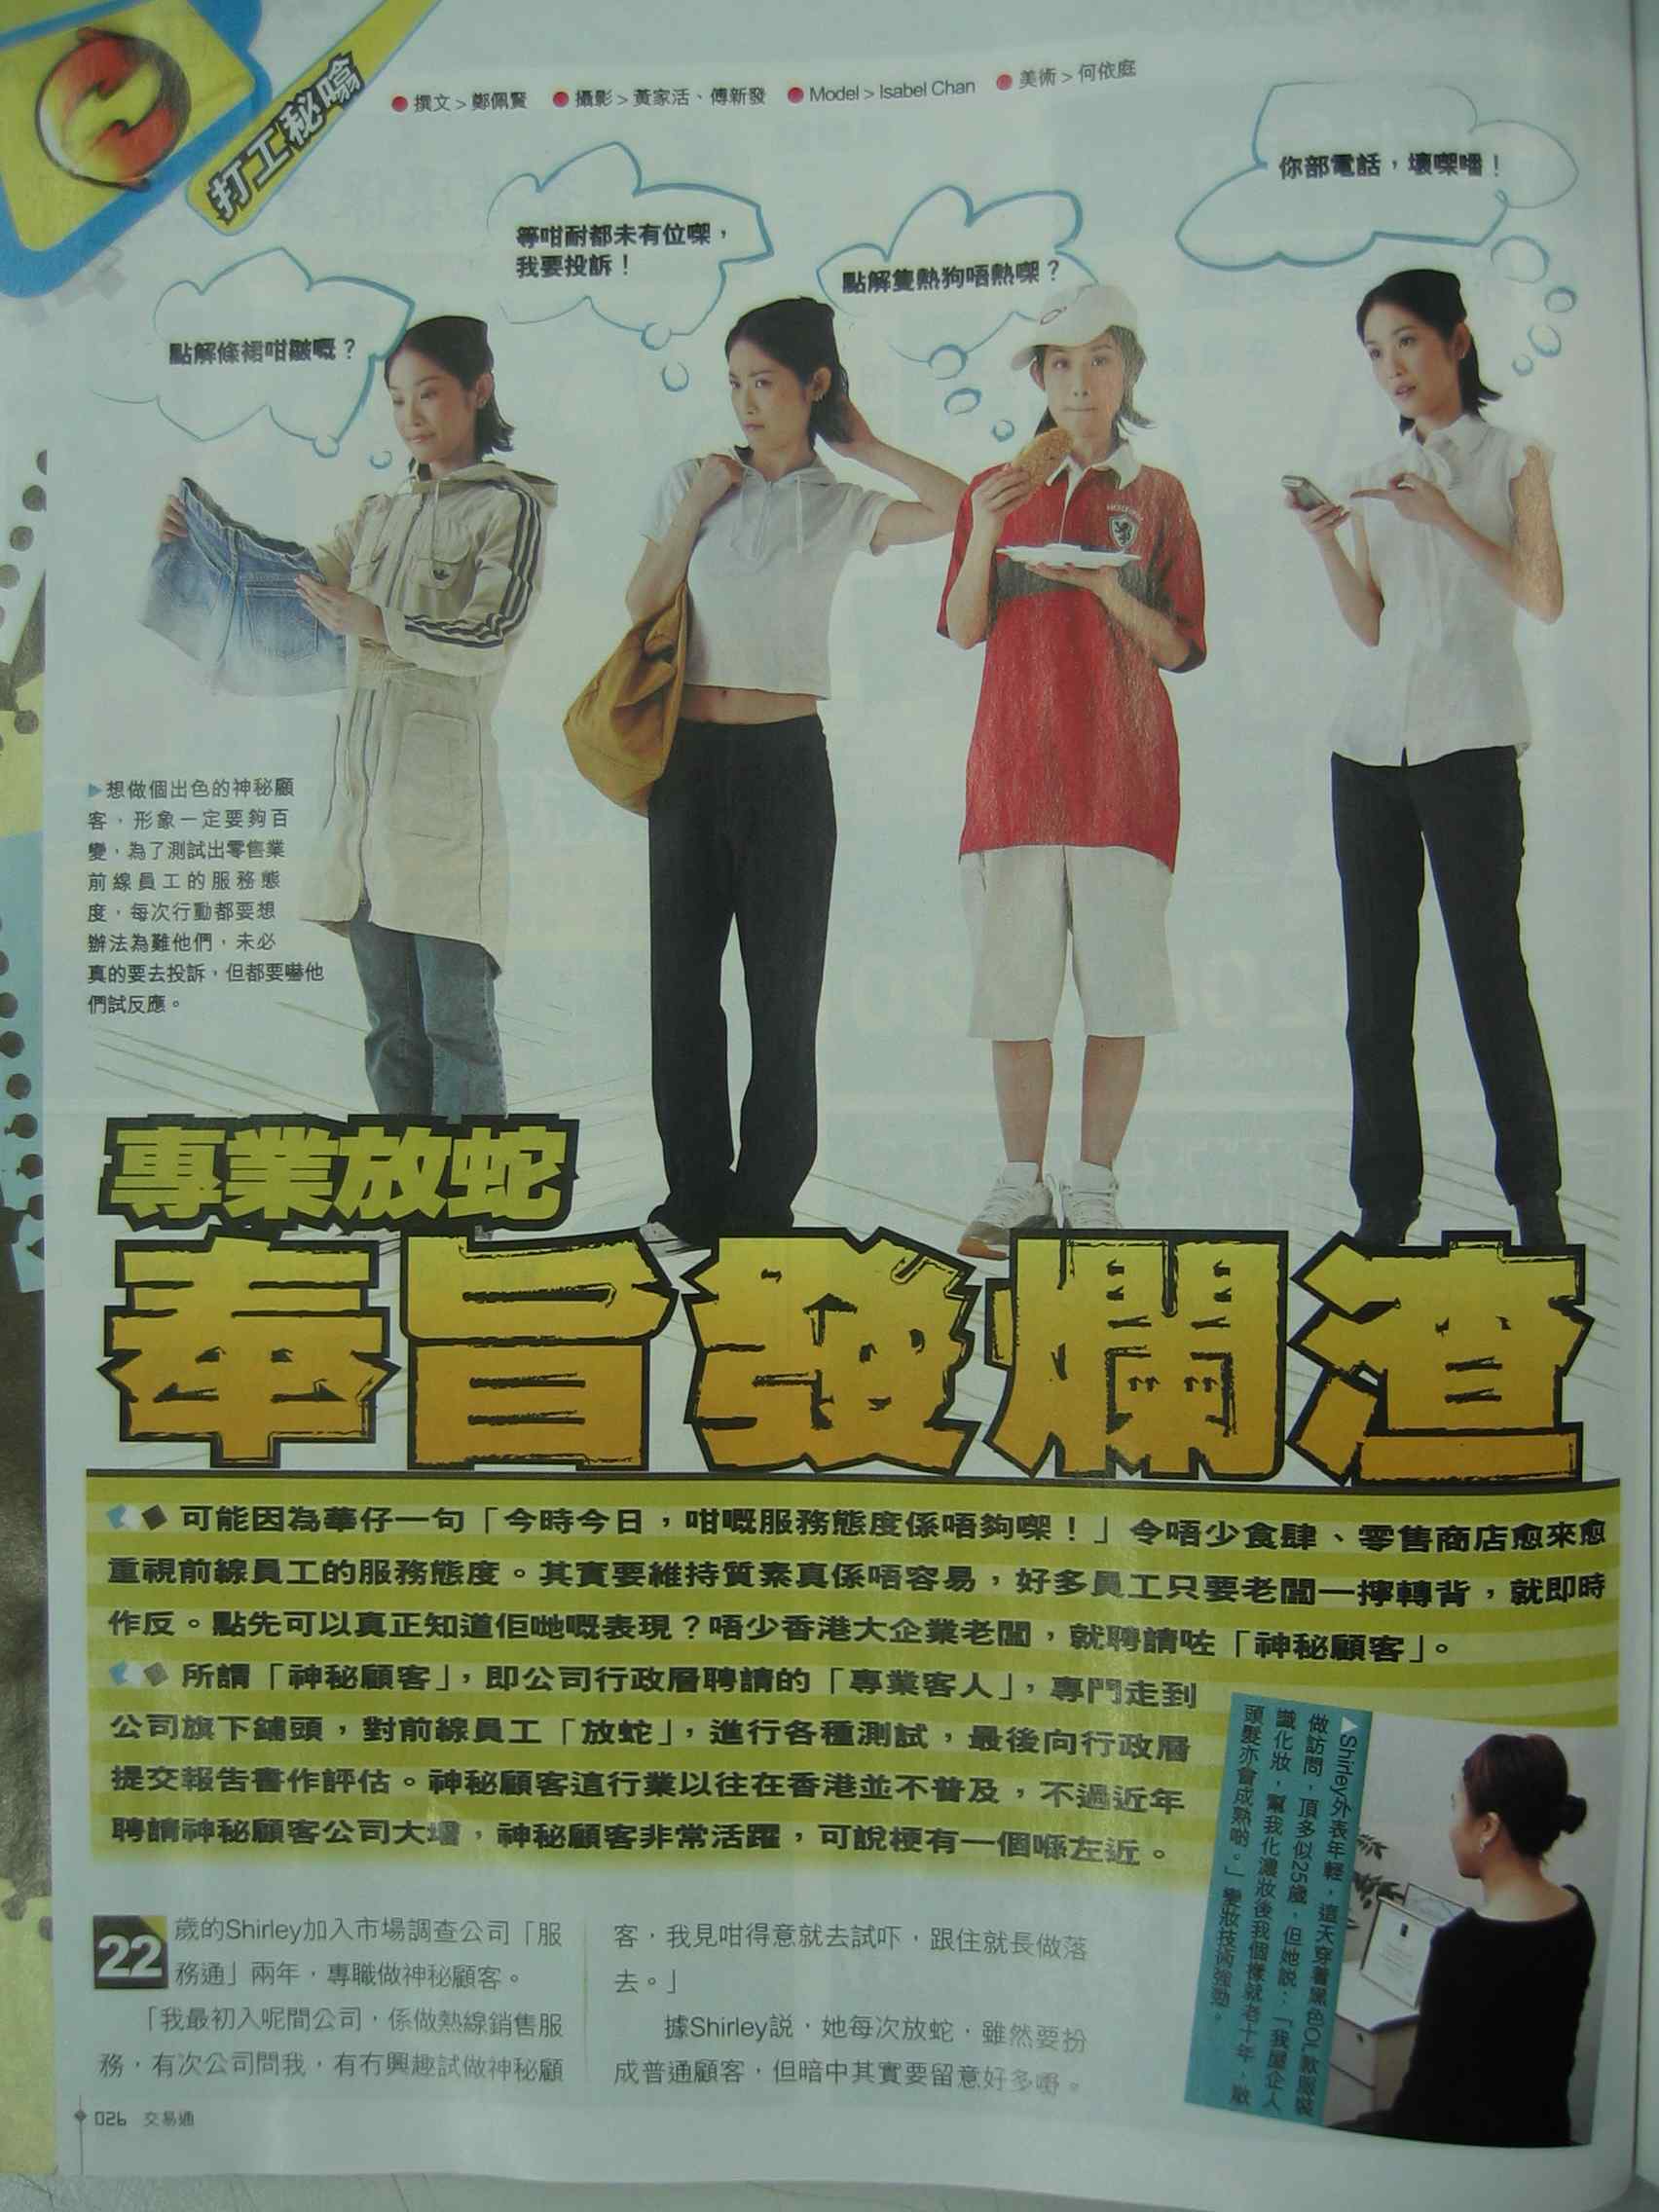 打工秘噏
● 撰文 > 鄭佩賢 ● 攝影 > 黃家活、傅新發 ● Model > Isabel Chan ● 美術 > 何依庭
點解條裙咁皺嘅？
等咁耐都未有位㗎，
我要投訴！
點解隻熱狗唔熱㗎？
你部電話，壞㗎噃！
▶想做個出色的神秘顧
客，形象一定要夠百
變，為了測試出零售業
前線員工的服務態
度，每次行動都要想
辦法為難他們，未必
真的要去投訴，但都要嚇他
們試反應。
專業放蛇
奉旨發爛渣
可能因為華仔一句「今時今日，咁嘅服務態度係唔夠㗎！」令唔少食肆、零售商店愈來愈
重視前線員工的服務態度。其實要維持質素真係唔容易，好多員工只要老闆一擰轉背，就即時
作反。點先可以真正知道佢哋嘅表現？唔少香港大企業老闆，就聘請咗「神秘顧客」。
所謂「神秘顧客」，即公司行政層聘請的「專業客人」，專門走到
公司旗下鋪頭，對前線員工「放蛇」，進行各種測試，最後向行政層
提交報告書作評估。神秘顧客這行業以往在香港並不普及，不過近年
聘請神秘顧客公司大增，神秘顧客非常活躍，可說梗有一個喺左近。
▶Shirley外表年輕，這天穿著黑色OL款服裝
做訪問，頂多似25歲，但她說：「我屋企人
識化妝，幫我化濃妝後我個樣就老十年，散
頭髮亦會成熟啲。」變妝技術強勁。
22歲的Shirley加入市場調查公司「服
務通」兩年，專職做神秘顧客。
「我最初入呢間公司，係做熱線銷售服
務，有次公司問我，有冇興趣試做神秘顧
客，我見咁得意就去試吓，跟住就長做落
去。」
據Shirley說，她每次放蛇，雖然要扮
成普通顧客，但暗中其實要留意好多嘢。
026 交易通